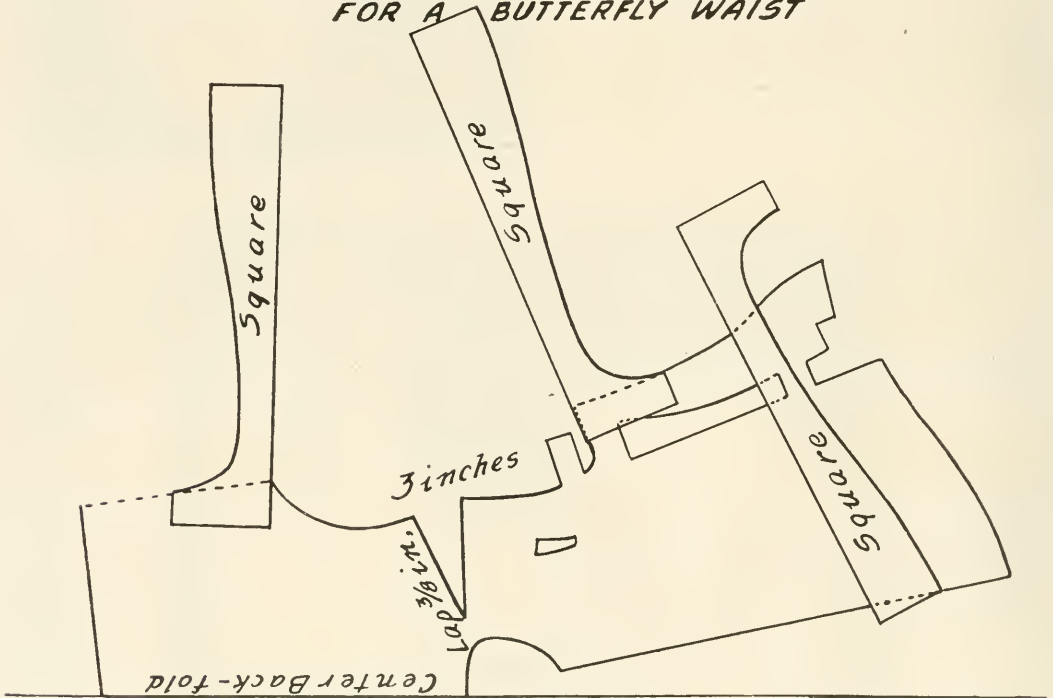 FOR A BUTTERFLY WAIST
Square
Square
Square
3 inches
Lap 3/8 in.
Center Back-fold